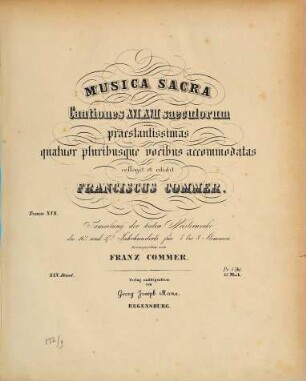 MUSICA SACRA
Cantiones XVI, XVII saeculorum
praestantissimas
quatuor pluribusque vocibus accommodatas
collegit et edidit
FRANCISCUS COMMER.
Tomus XIX.
Sammlung der besten Meisterwerke
des 16ten und 17ten Jahrhunderts für 4 bis 8 Stimmen
herausgegeben von
FRANZ COMMER.
XIX. Band.
Verlag und Eigenthum
von
Georg Joseph Manz.
REGENSBURG.